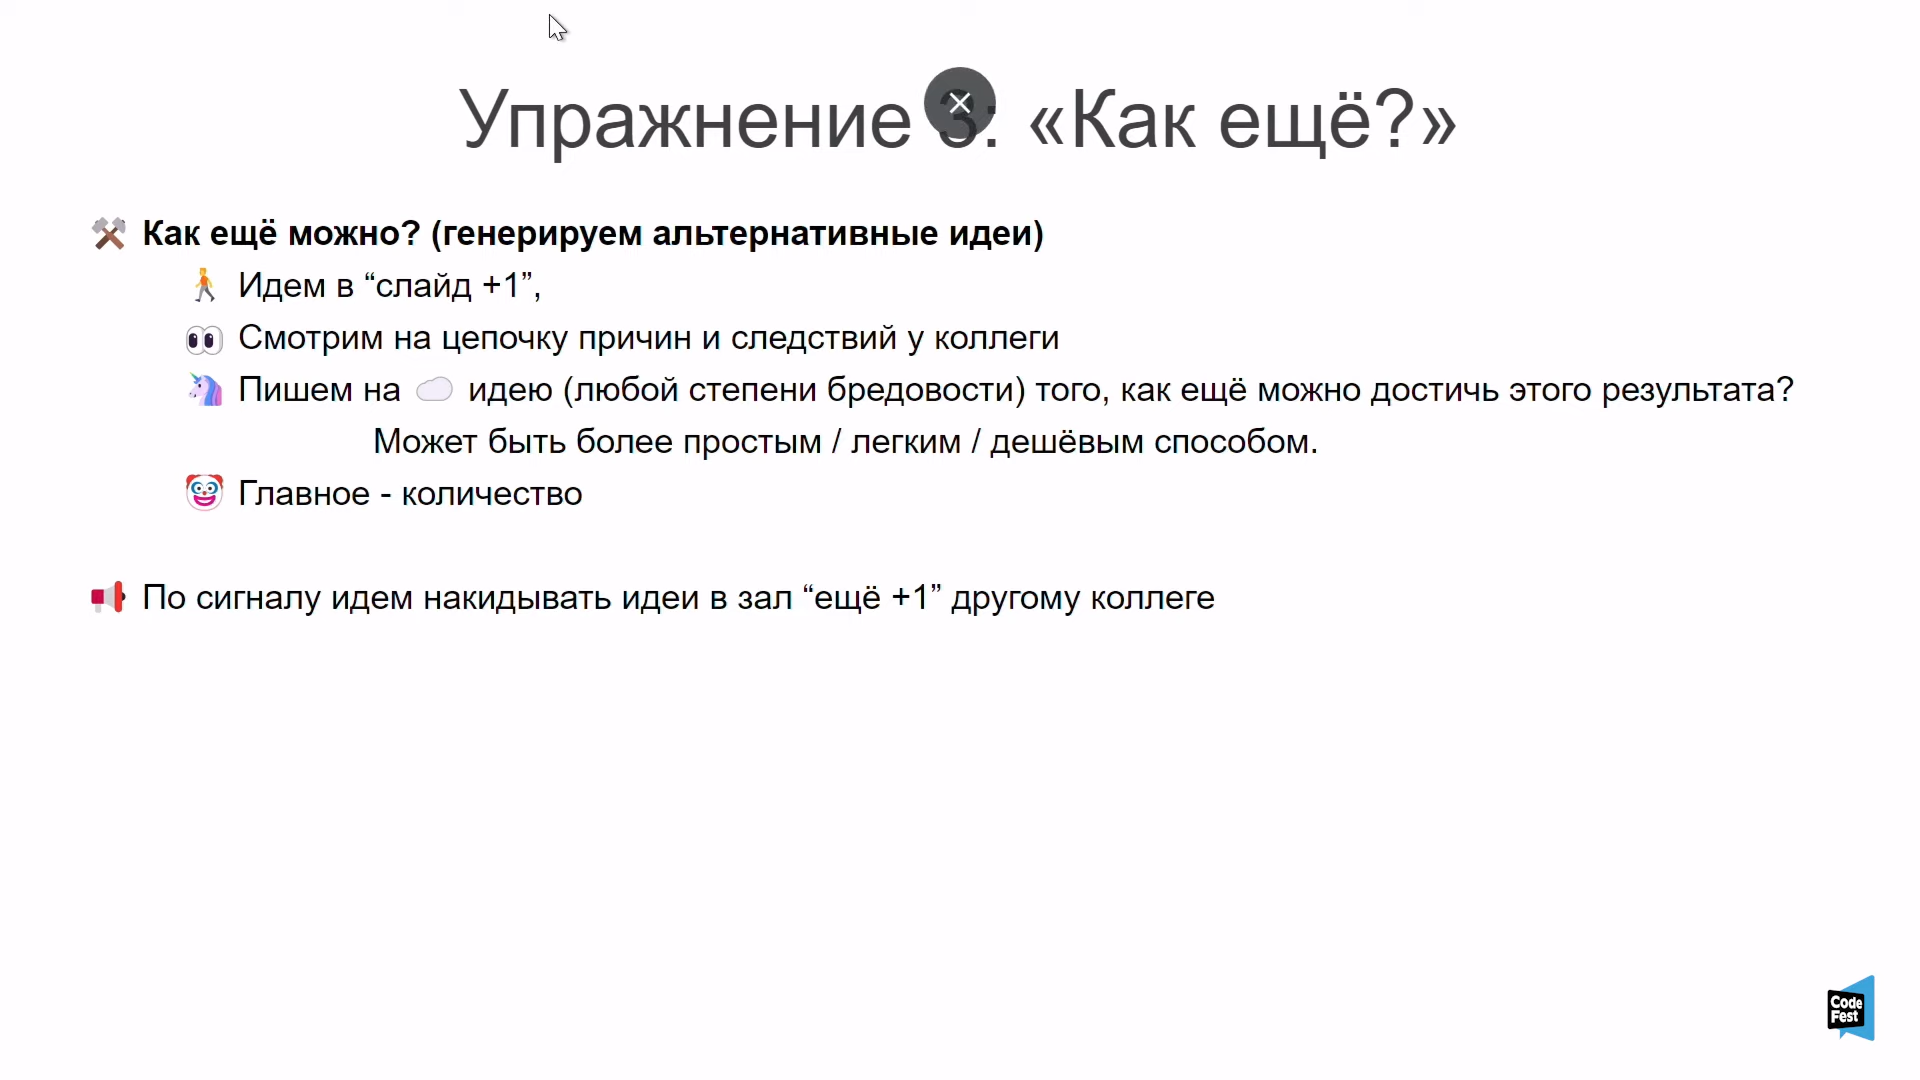 Упражнение 3: «Как ещё?»
Как ещё можно? (генерируем альтернативные идеи)
Идем в “слайд +1”,
Смотрим на цепочку причин и следствий у коллеги
Пишем на ☁️ идею (любой степени бредовости) того, как ещё можно достичь этого результата?
Может быть более простым / легким / дешёвым способом.
Главное - количество
По сигналу идем накидывать идеи в зал “ещё +1” другому коллеге
Code
Fest